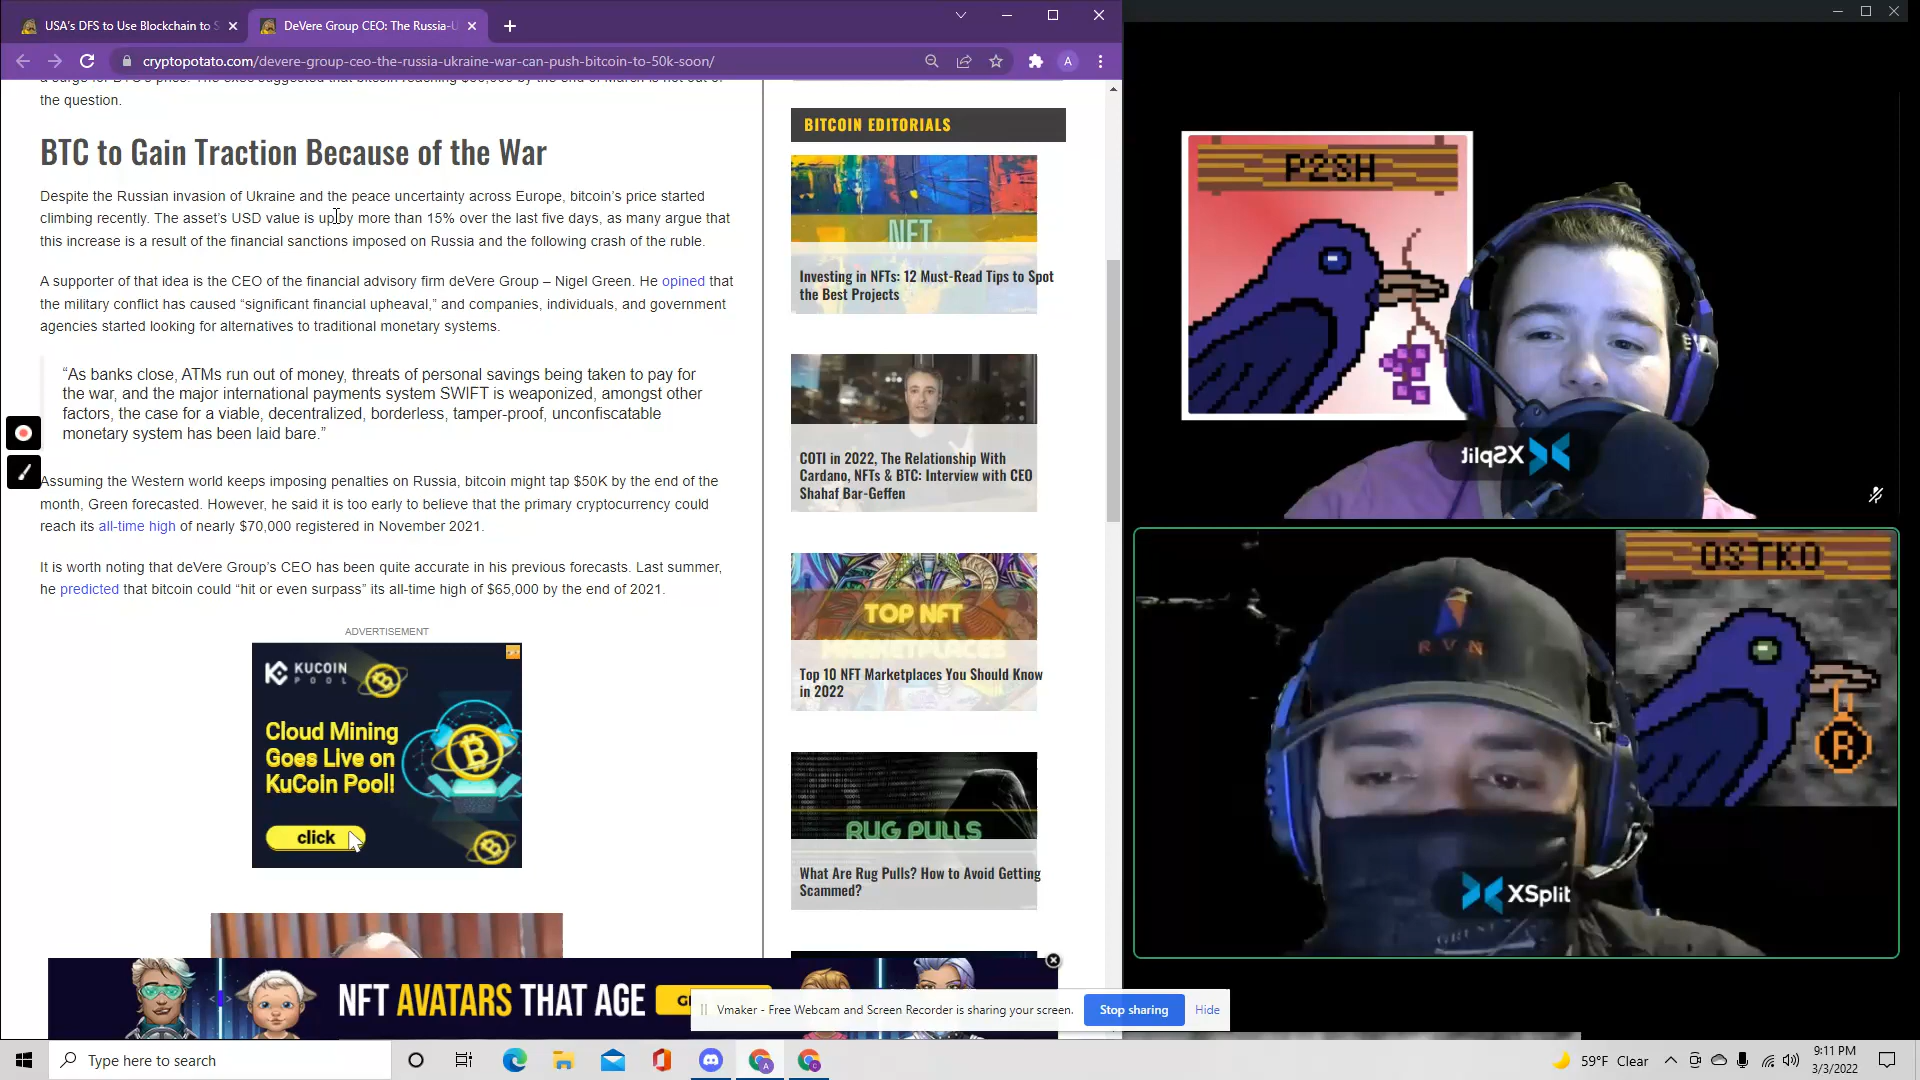 USA's DFS to Use Blockchain to S
DeVere Group CEO: The Russia-U
cryptopotato.com/devere-group-ceo-the-russia-ukraine-war-can-push-bitcoin-to-50k-soon/
A
the question.
BTC to Gain Traction Because of the War
Despite the Russian invasion of Ukraine and the peace uncertainty across Europe, bitcoin's price started
climbing recently. The asset's USD value is up by more than 15% over the last five days, as many argue that
this increase is a result of the financial sanctions imposed on Russia and the following crash of the ruble.
A supporter of that idea is the CEO of the financial advisory firm deVere Group – Nigel Green. He opined that
the military conflict has caused “significant financial upheaval,” and companies, individuals, and government
agencies started looking for alternatives to traditional monetary systems.
“As banks close, ATMs run out of money, threats of personal savings being taken to pay for
the war, and the major international payments system SWIFT is weaponized, amongst other
factors, the case for a viable, decentralized, borderless, tamper-proof, unconfiscatable
monetary system has been laid bare.”
Assuming the Western world keeps imposing penalties on Russia, bitcoin might tap $50K by the end of the
month, Green forecasted. However, he said it is too early to believe that the primary cryptocurrency could
reach its all-time high of nearly $70,000 registered in November 2021.
It is worth noting that deVere Group's CEO has been quite accurate in his previous forecasts. Last summer,
he predicted that bitcoin could “hit or even surpass” its all-time high of $65,000 by the end of 2021.
ADVERTISEMENT
KUCOIN
POOL
Cloud Mining
Goes Live on
KuCoin Pool!
click
BITCOIN EDITORIALS
NFT
Investing in NFTs: 12 Must-Read Tips to Spot
the Best Projects
COTI in 2022, The Relationship With
Cardano, NFTs & BTC: Interview with CEO
Shahaf Bar-Geffen
TOP NFT
MARKETPLACES
Top 10 NFT Marketplaces You Should Know
in 2022
RUG PULLS
What Are Rug Pulls? How to Avoid Getting
Scammed?
NFT AVATARS THAT AGE
Vmaker - Free Webcam and Screen Recorder is sharing your screen.
Stop sharing
Hide
P2SH
XSplit
OSTKO
RVN
R
XSplit
Type here to search
59°F Clear
9:11 PM
3/3/2022